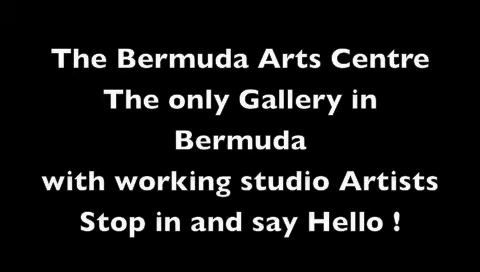 The Bermuda Arts Centre
The only Gallery in
Bermuda
with working studio Artists
Stop in and say Hello !